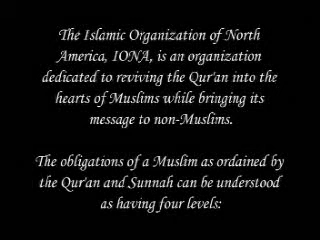 The Islamic Organization of North
America, IONA, is an organization
dedicated to reviving the Qur'an into the
hearts of Muslims while bringing its
message to non-Muslims.
The obligations of a Muslim as ordained by
the Qur'an and Sunnah can be understood
as having four levels: